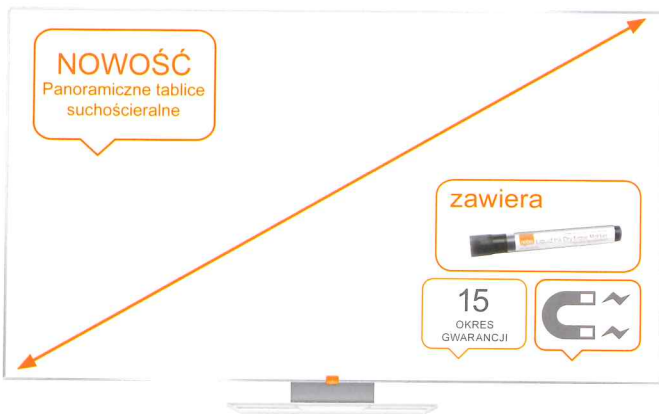 NOWOŚĆ
Panoramiczne tablice
suchościeralne
zawiera
15
OKRES
GWARANCJI